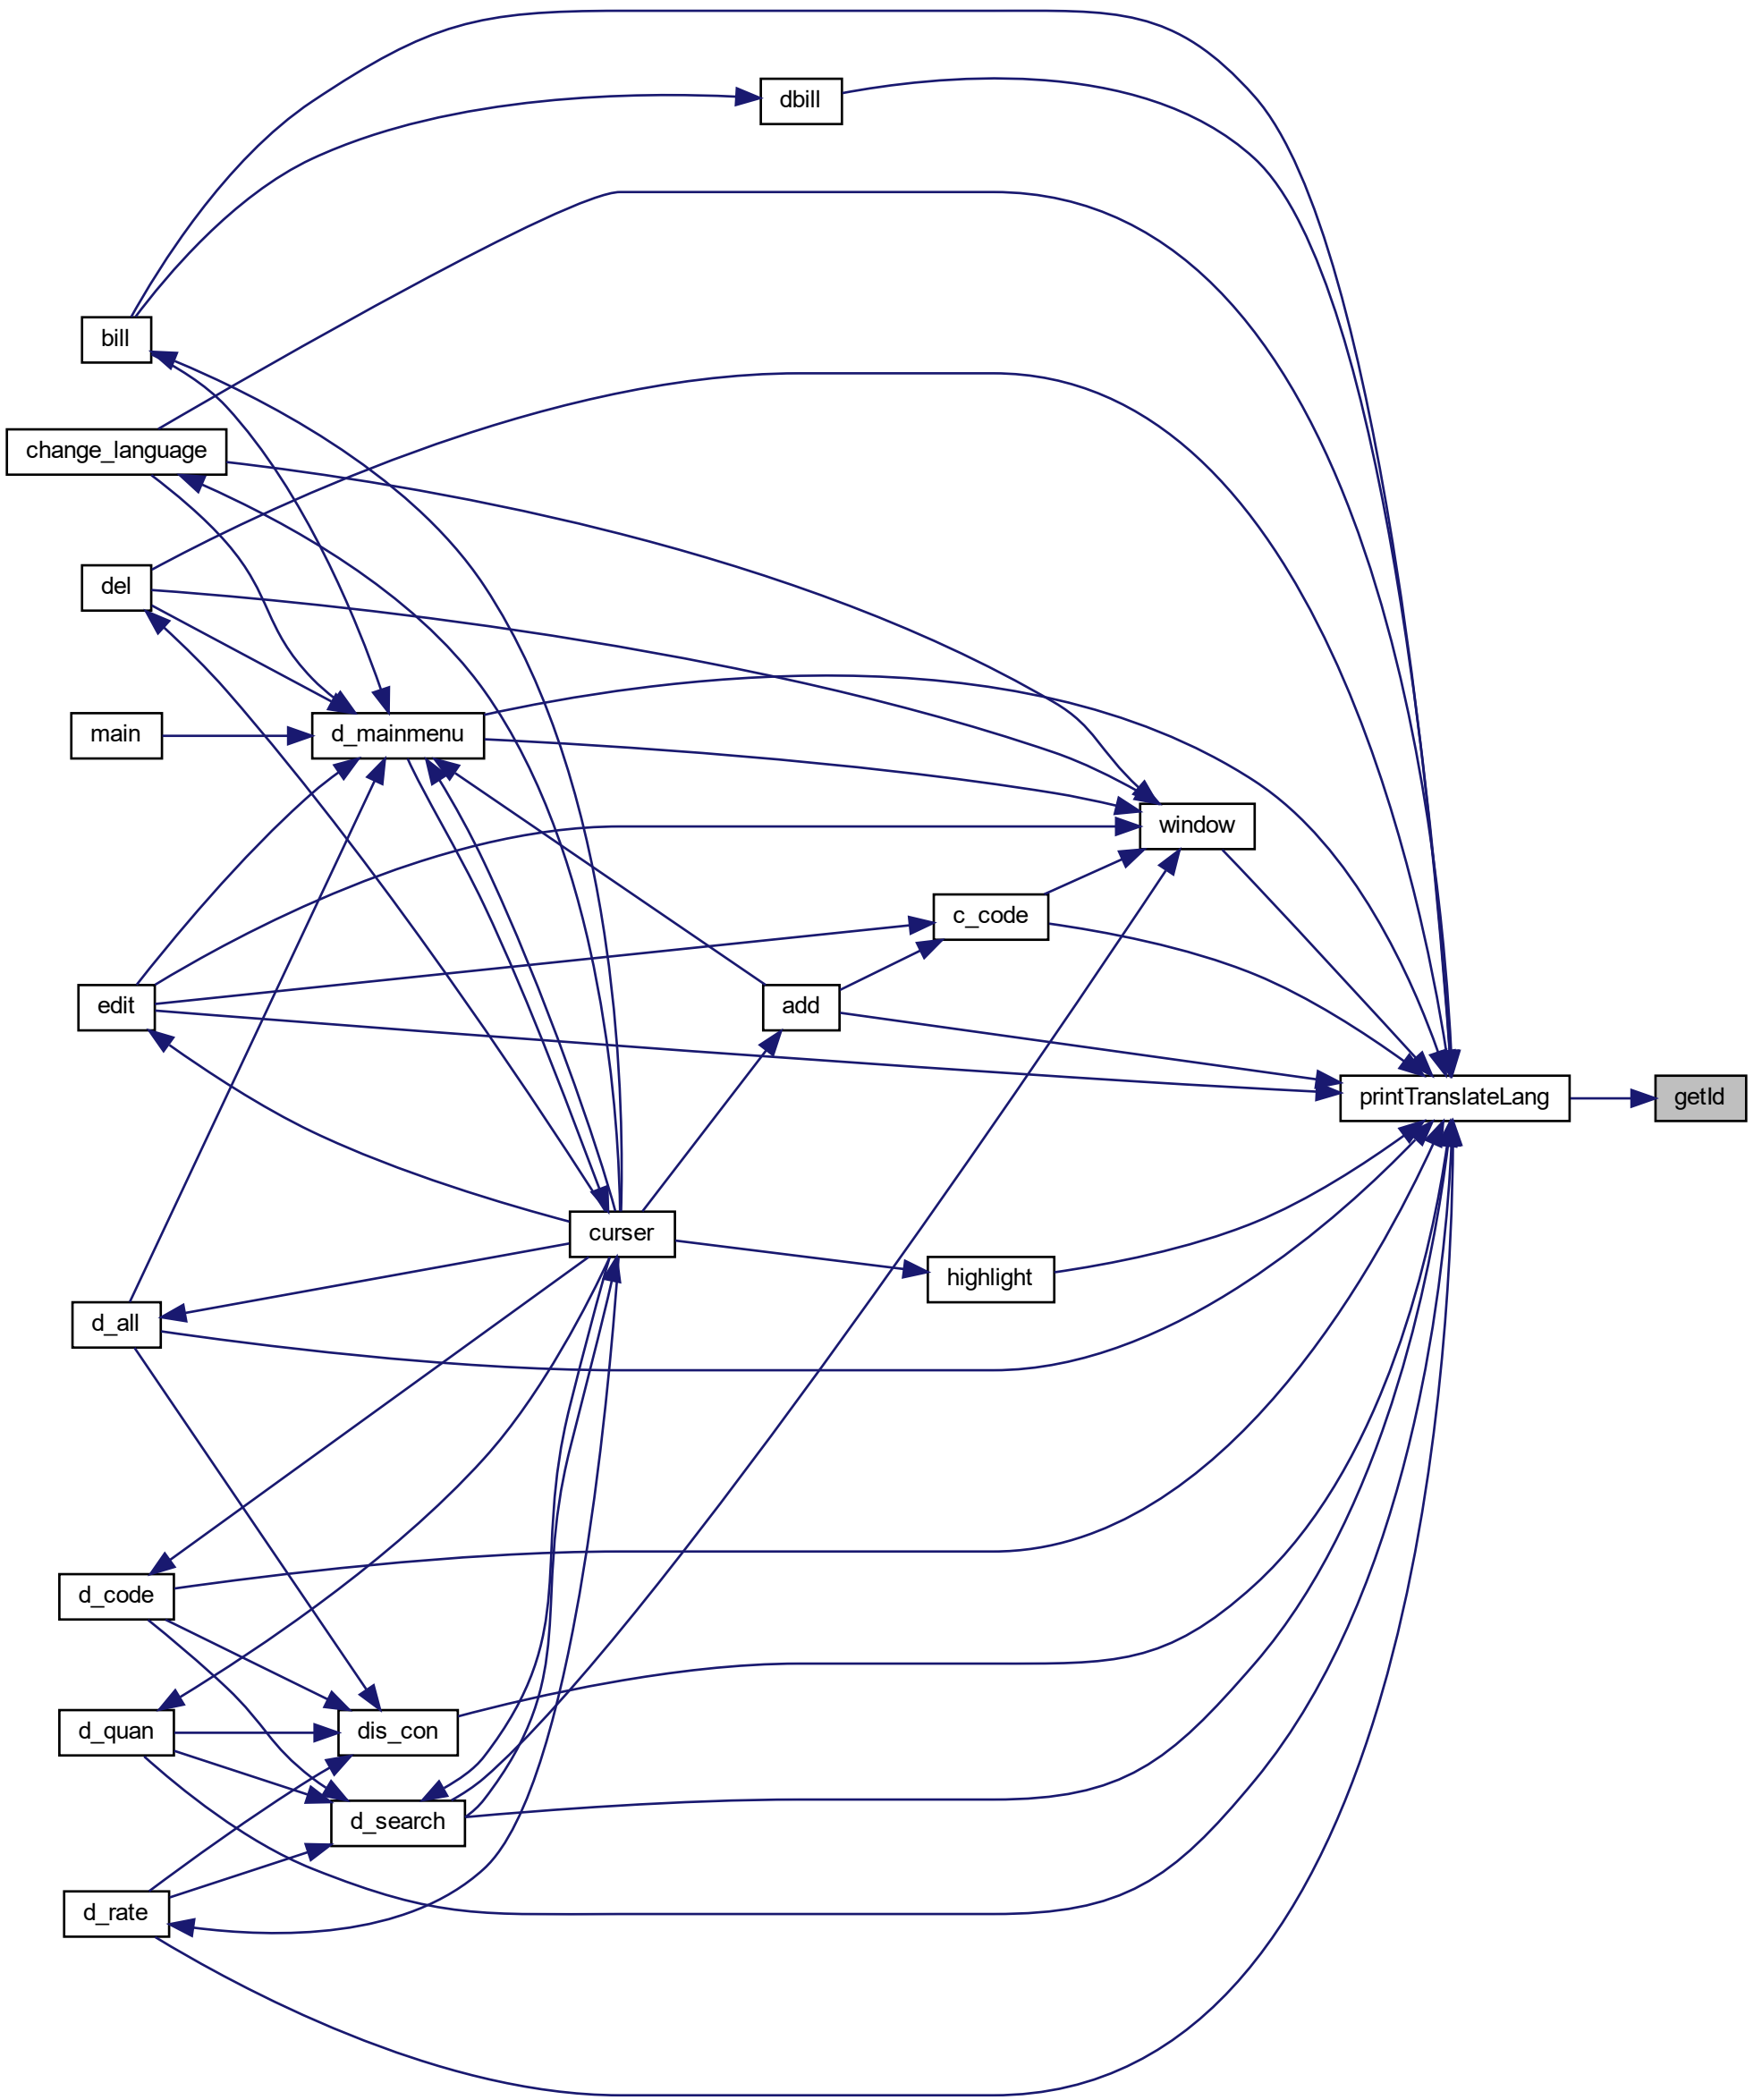 dbill
bill
change_language
del
main
d_mainmenu
window
c_code
edit
add
printTranslateLang
getId
curser
highlight
d_all
d_code
d_quan
dis_con
d_search
d_rate